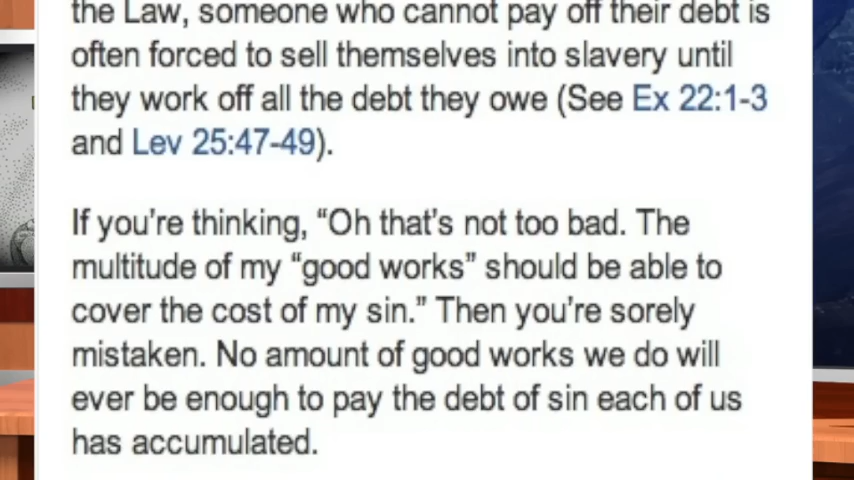 the Law, someone who cannot pay off their debt is
often forced to sell themselves into slavery until
they work off all the debt they owe (See Ex 22:1-3
and Lev 25:47-49).
If you're thinking, “Oh that's not too bad. The
multitude of my “good works” should be able to
cover the cost of my sin.” Then you're sorely
mistaken. No amount of good works we do will
ever be enough to pay the debt of sin each of us
has accumulated.